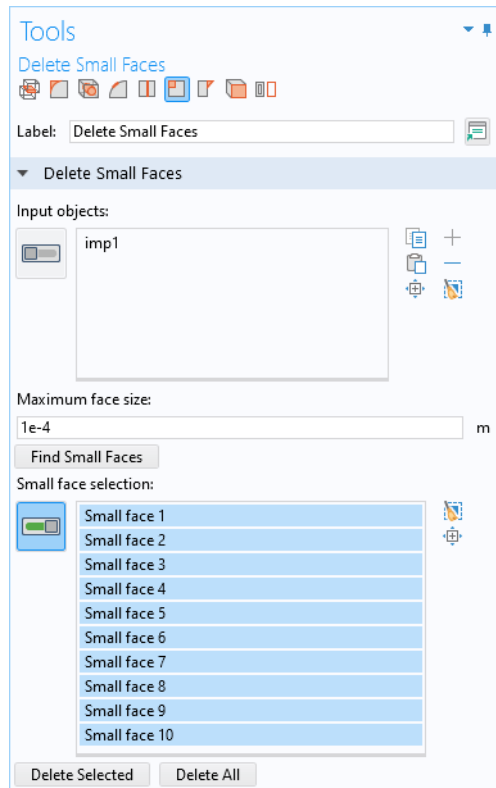 Tools
Delete Small Faces
Label: Delete Small Faces
Delete Small Faces
Input objects:
imp1
Maximum face size:
1e-4 m
Find Small Faces
Small face selection:
Small face 1
Small face 2
Small face 3
Small face 4
Small face 5
Small face 6
Small face 7
Small face 8
Small face 9
Small face 10
Delete Selected Delete All